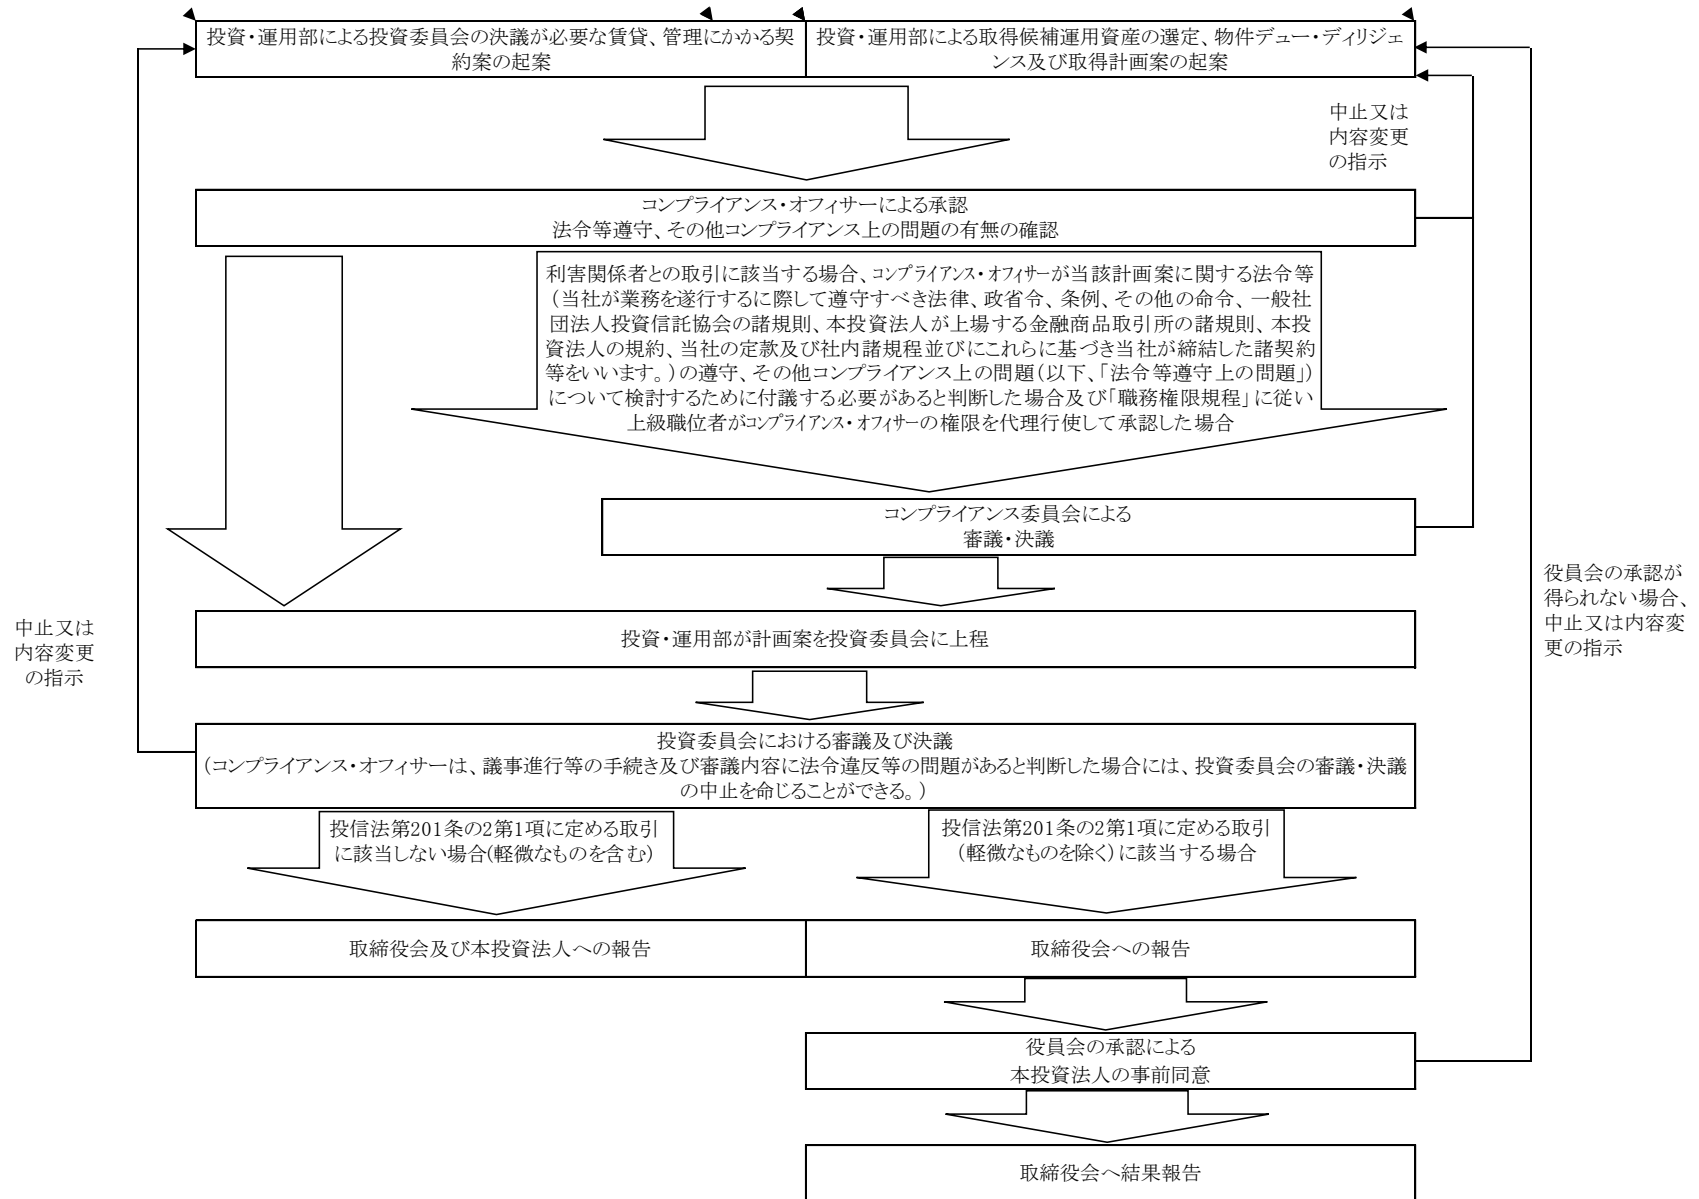 投資・運用部による投資委員会の決議が必要な賃貸、管理にかかる契
約案の起案
投資・運用部による取得候補運用資産の選定、物件デュー・ディリジェ
ンス及び取得計画案の起案
中止又は
内容変更
の指示
コンプライアンス・オフィサーによる承認
法令等遵守、その他コンプライアンス上の問題の有無の確認
利害関係者との取引に該当する場合、コンプライアンス・オフィサーが当該計画案に関する法令等
（当社が業務を遂行するに際して遵守すべき法律、政省令、条例、その他の命令、一般社
団法人投資信託協会の諸規則、本投資法人が上場する金融商品取引所の諸規則、本投
資法人の規約、当社の定款及び社内諸規程並びにこれらに基づき当社が締結した諸契約
等をいいます。）の遵守、その他コンプライアンス上の問題（以下、「法令等遵守上の問題」）
について検討するために付議する必要があると判断した場合及び「職務権限規程」に従い
上級職位者がコンプライアンス・オフィサーの権限を代理行使して承認した場合
コンプライアンス委員会による
審議・決議
役員会の承認が
得られない場合、
中止又は内容変
更の指示
中止又は
内容変更
の指示
投資・運用部が計画案を投資委員会に上程
投資委員会における審議及び決議
（コンプライアンス・オフィサーは、議事進行等の手続き及び審議内容に法令違反等の問題があると判断した場合には、投資委員会の審議・決議
の中止を命じることができる。）
投信法第201条の2第1項に定める取引
に該当しない場合（軽微なものを含む）
投信法第201条の2第1項に定める取引
（軽微なものを除く）に該当する場合
取締役会及び本投資法人への報告
取締役会への報告
役員会の承認による
本投資法人の事前同意
取締役会へ結果報告